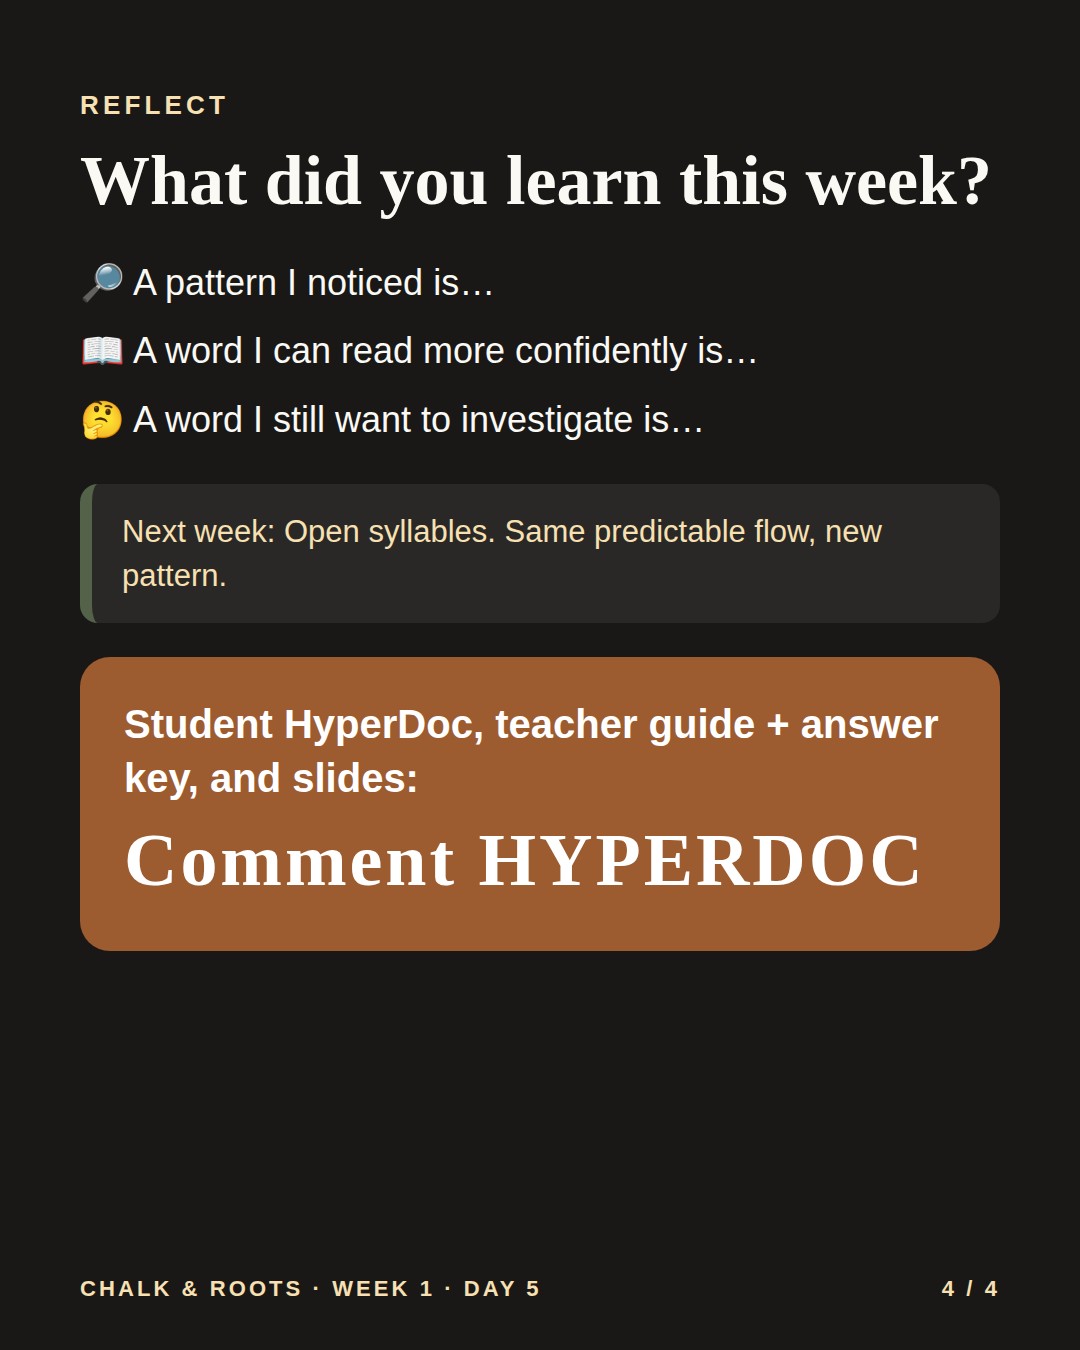 REFLECT
What did you learn this week?
🔎 A pattern I noticed is…
📖 A word I can read more confidently is…
🤔 A word I still want to investigate is…
Next week: Open syllables. Same predictable flow, new
pattern.
Student HyperDoc, teacher guide + answer
key, and slides:
Comment HYPERDOC
CHALK & ROOTS · WEEK 1 · DAY 5
4 / 4